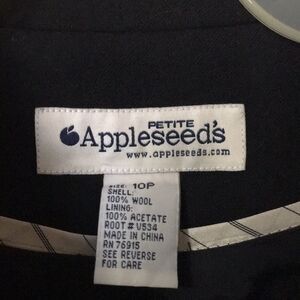 PETITE
Appleseed's
www.appleseeds.com
SIZE: 10P
SHELL:
100% WOOL
LINING:
100% ACETATE
ROOT# U534
MADE IN CHINA
RN 76915
SEE REVERSE
FOR CARE